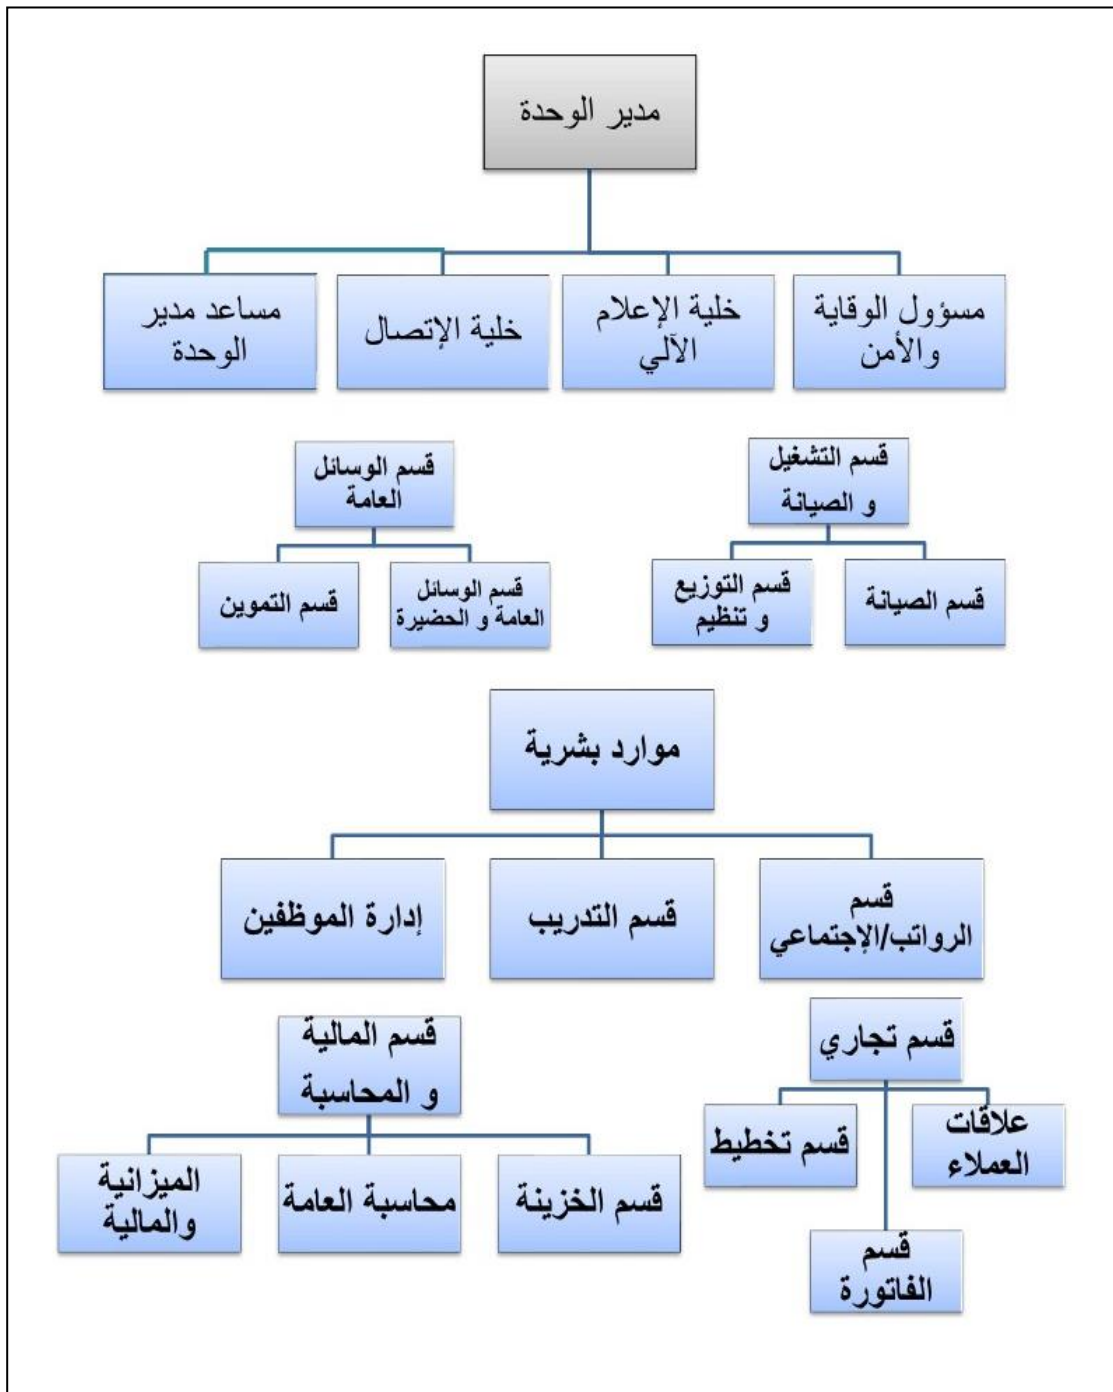 مدير الوحدة
مسؤول الوقاية
والأمن
خلية الإعلام
الآلي
خلية الإتصال
مساعد مدير
الوحدة
قسم التشغيل
و الصيانة
قسم الوسائل
العامة
قسم الصيانة
قسم التوزيع
و تنظيم
قسم الوسائل
العامة و الحضيرة
قسم التموين
موارد بشرية
قسم
الرواتب/الإجتماعي
قسم التدريب
إدارة الموظفين
قسم تجاري
قسم المالية
و المحاسبة
علاقات
العملاء
قسم تخطيط
قسم
الفاتورة
قسم الخزينة
محاسبة العامة
الميزانية
والمالية